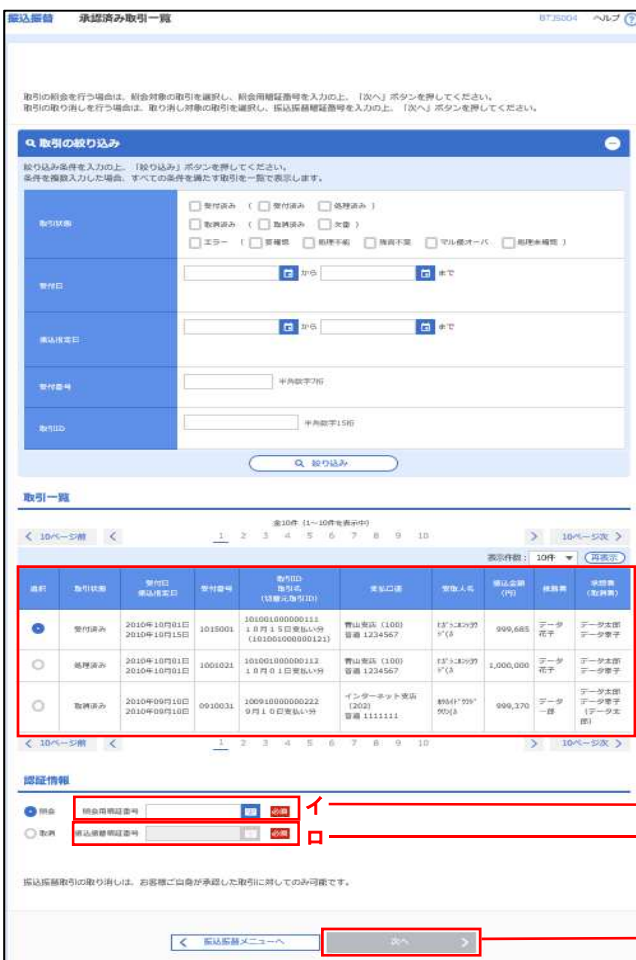 振込振替 承認済み取引一覧 BTJS004 ヘルプ ?
取引の照会を行う場合は、照会対象の取引を選択し、照会用暗証番号を入力の上、「次へ」ボタンを押してください。
取引の取り消しを行う場合は、取り消し対象の取引を選択し、振込振替暗証番号を入力の上、「次へ」ボタンを押してください。
取引の絞り込み
絞り込み条件を入力の上、「絞り込み」ボタンを押してください。
条件を複数入力した場合、すべての条件を満たす取引を一覧で表示します。
取引状態
受付済み ( 受付済み 処理済み )
取消済み ( 取消済み 欠番 )
エラー ( 要確認 処理不能 残高不足 マル優オーバ 処理未確認 )
受付日 から まで
振込指定日 から まで
受付番号 半角数字7桁
取引ID 半角数字15桁
絞り込み
取引一覧
全10件 (1~10件を表示中)
10ページ前 1 2 3 4 5 6 7 8 9 10 10ページ次
表示件数: 10件 再表示
選択 取引状態 受付日 振込指定日 受付番号 取引ID 取引名 (切替元取引ID) 支払口座 受取人名 振込金額 (円) 依頼者 承認者 (取消者)
受付済み 2010年10月01日 2010年10月15日 1015001 101001000000111 10月15日支払い分 (101001000000121) 青山支店 (100) 普通 1234567 999,685 データ花子 データ太郎 データ幸子
処理済み 2010年10月01日 2010年10月01日 1001021 101001000000112 10月01日支払い分 青山支店 (100) 普通 1234567 1,000,000 データ花子 データ太郎 データ幸子
取消済み 2010年09月10日 2010年09月10日 0910031 100910000000222 9月10日支払い分 インターネット支店 (202) 普通 1111111 999,370 データ一郎 データ太郎 データ幸子 (データ太郎)
10ページ前 1 2 3 4 5 6 7 8 9 10 10ページ次
認証情報
照会 照会用暗証番号 必須 イ
取消 振込振替暗証番号 必須 ロ
振込振替取引の取り消しは、お客様ご自身が承認した取引に対してのみ可能です。
振込振替メニューへ 次へ